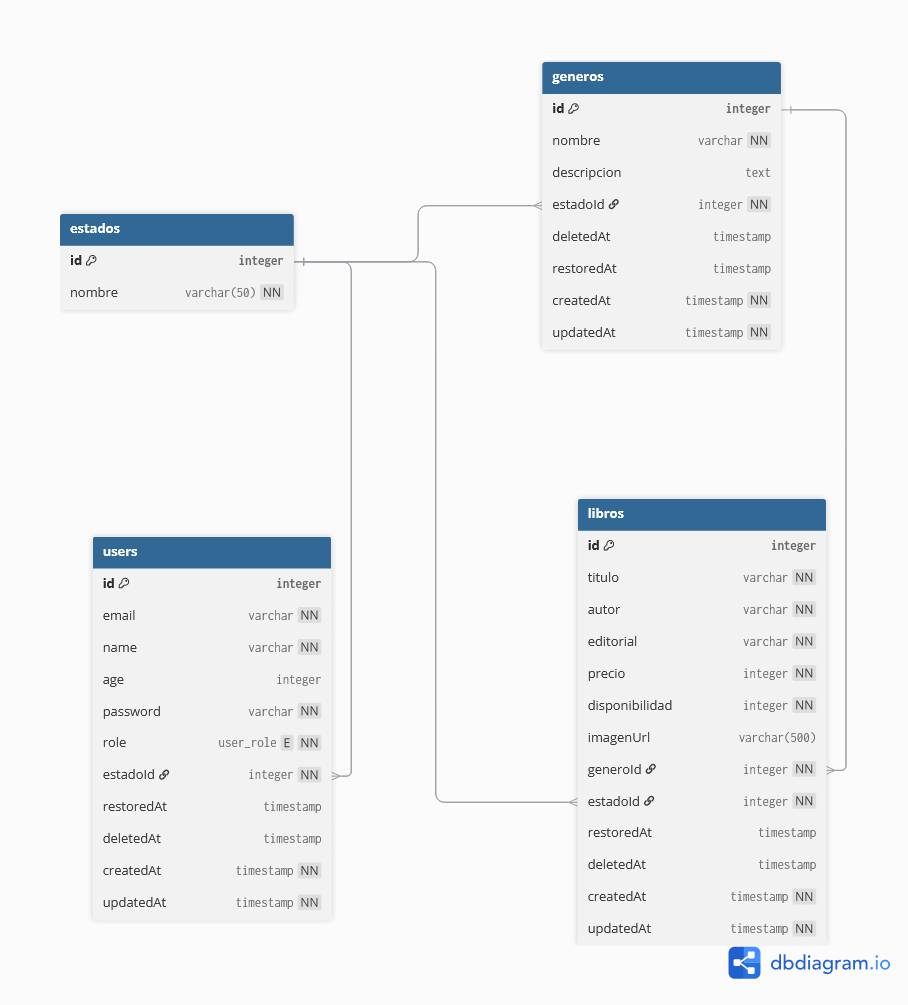 generos
id integer
nombre varchar NN
descripcion text
estadoId integer NN
deletedAt timestamp
restoredAt timestamp
createdAt timestamp NN
updatedAt timestamp NN
estados
id integer
nombre varchar(50) NN
users
id integer
email varchar NN
name varchar NN
age integer
password varchar NN
role user_role E NN
estadoId integer NN
restoredAt timestamp
deletedAt timestamp
createdAt timestamp NN
updatedAt timestamp NN
libros
id integer
titulo varchar NN
autor varchar NN
editorial varchar NN
precio integer NN
disponibilidad integer NN
imagenUrl varchar(500)
generoId integer NN
estadoId integer NN
restoredAt timestamp
deletedAt timestamp
createdAt timestamp NN
updatedAt timestamp NN
dbdiagram.io